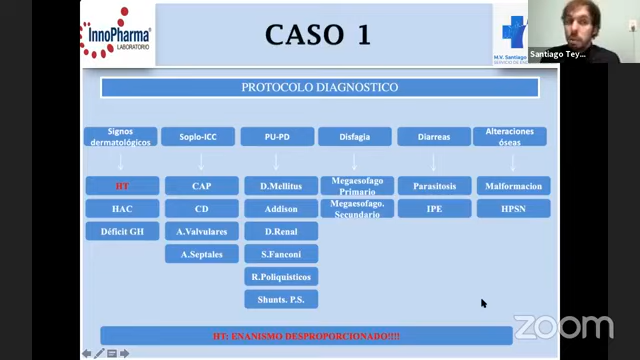 InnoPharma
LABORATORIO
CASO 1
M.V. Santiago
Santiago Tey...
PROTOCOLO DIAGNOSTICO
Signos
dermatológicos
Soplo-ICC
PU-PD
Disfagia
Diarreas
Alteraciones
óseas
HT
CAP
D.Mellitus
Megaesofago
Primario
Parasitosis
Malformacion
HAC
CD
Addison
Megaesofago.
Secundario
IPE
HPSN
Déficit GH
A.Valvulares
D.Renal
A.Septales
S.Fanconi
R.Poliquisticos
Shunts. P.S.
HT: ENANISMO DESPROPORCIONADO!!!!
zoom